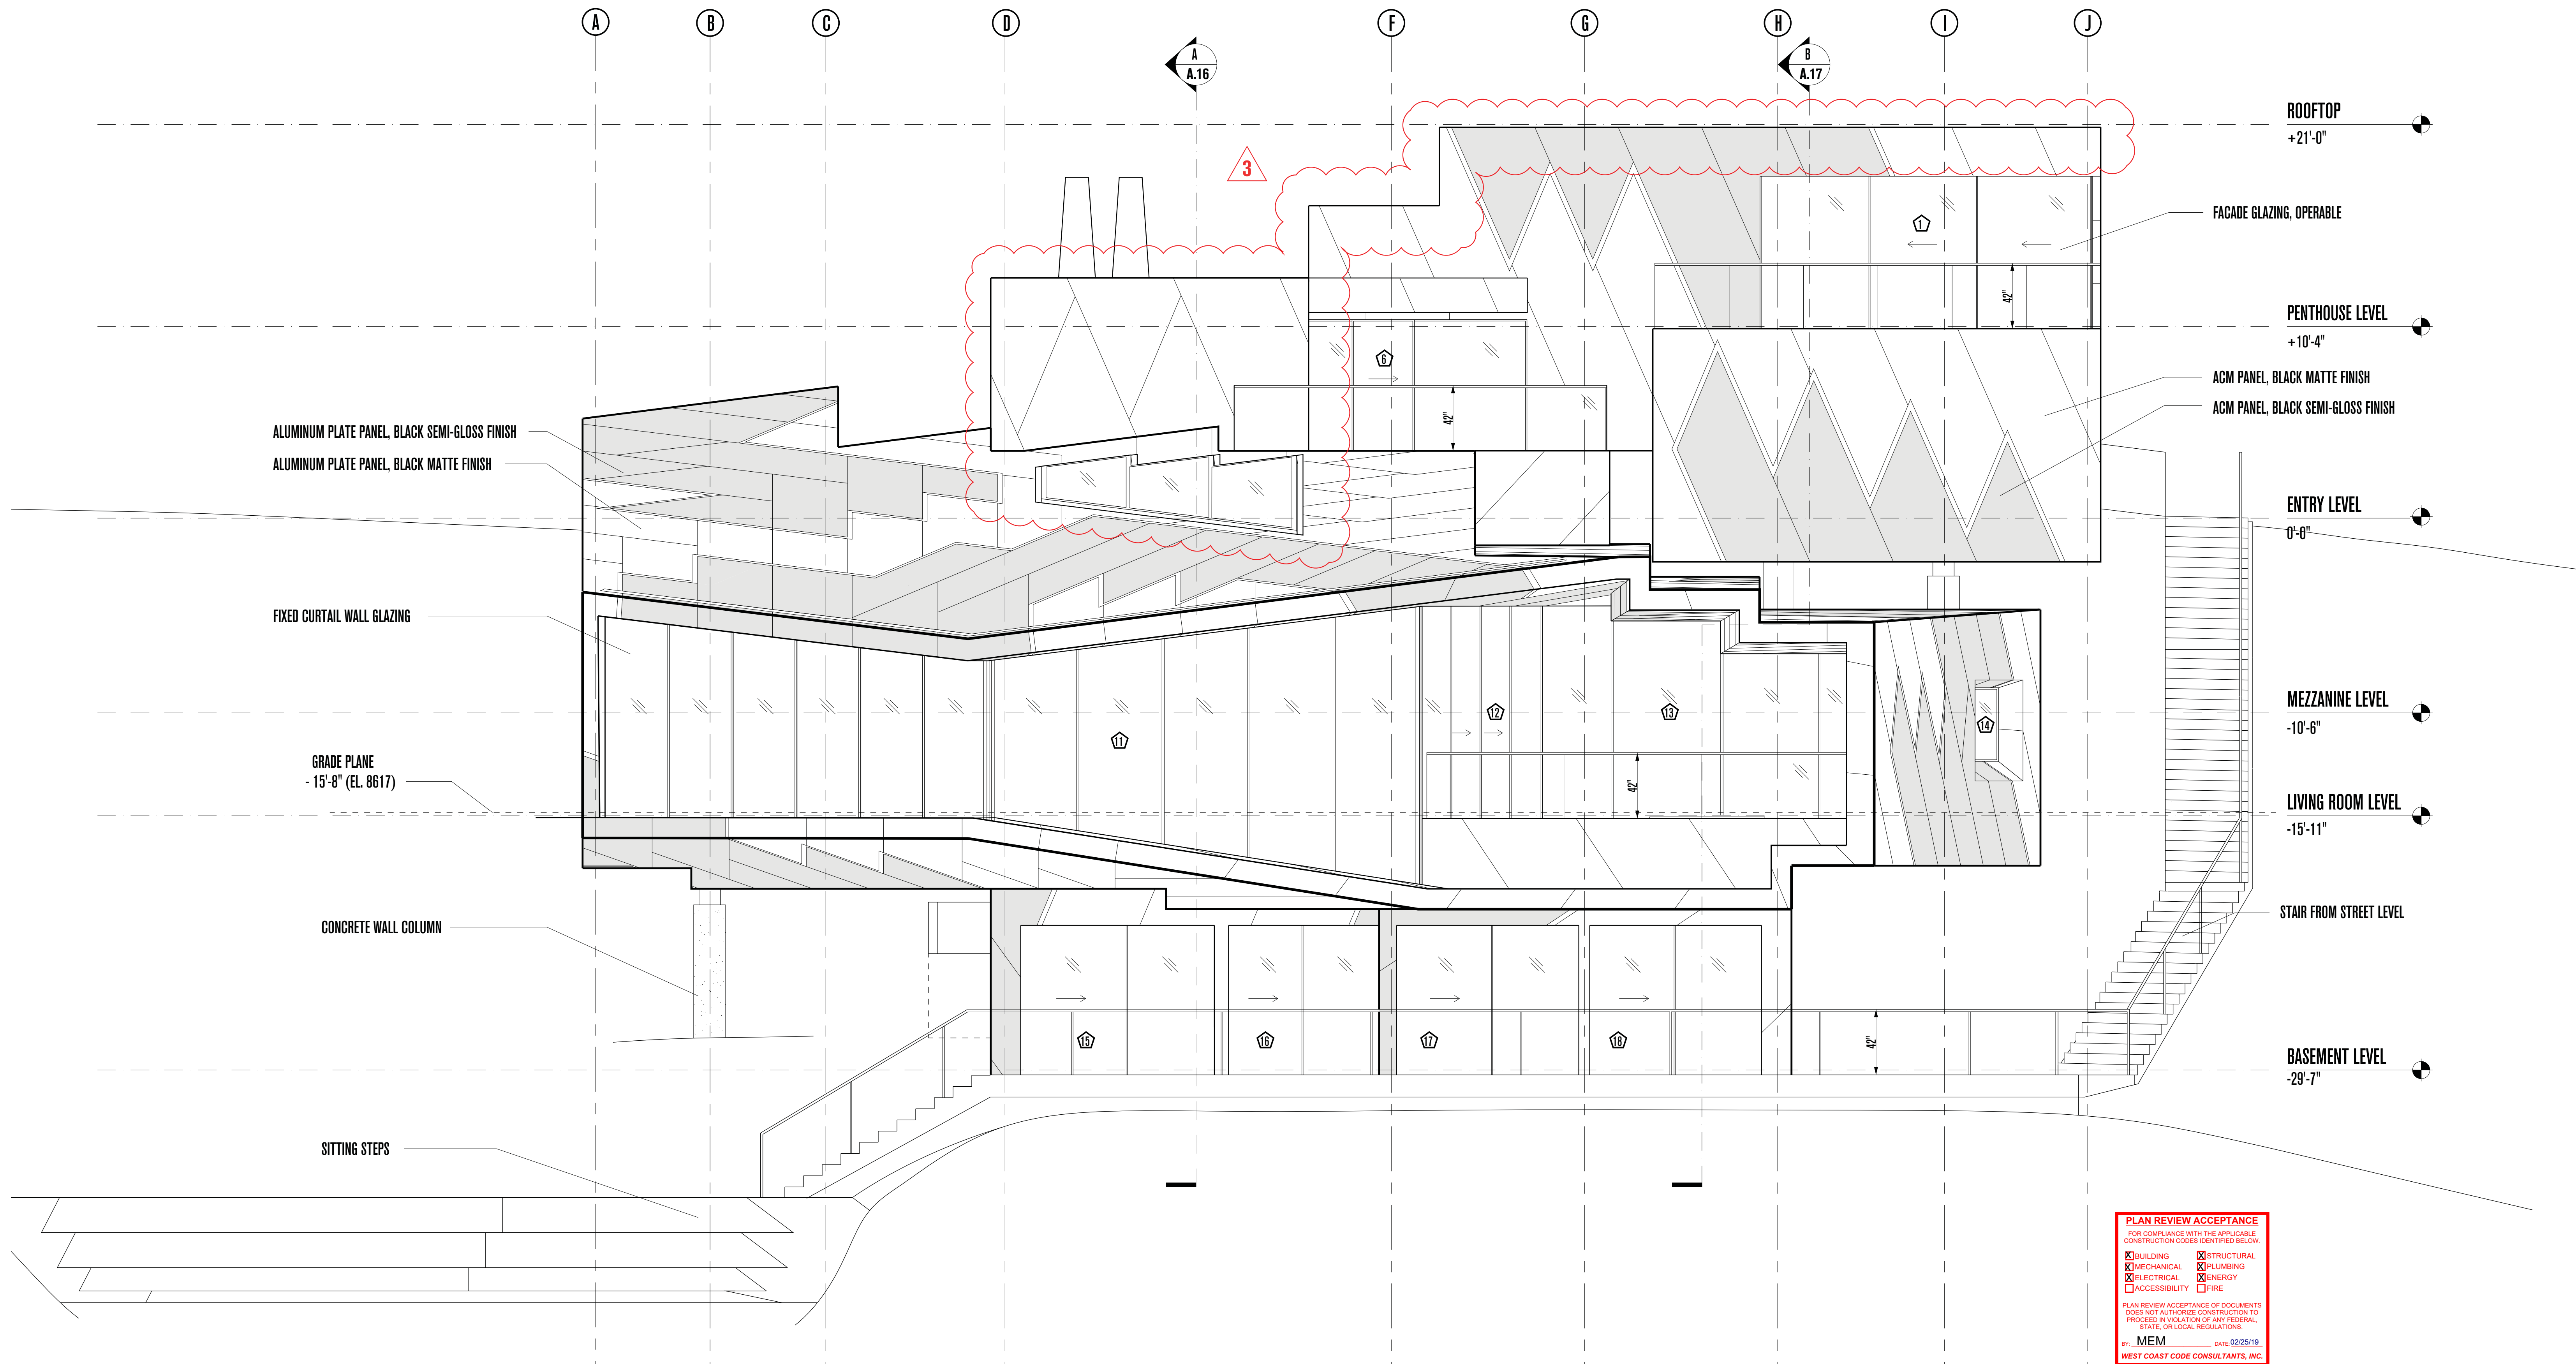 A
B
C
D
F
G
H
I
J
A
A.16
B
A.17
3
ROOFTOP
+21'-0"
1
FACADE GLAZING, OPERABLE
42"
PENTHOUSE LEVEL
+10'-4"
6
42"
ACM PANEL, BLACK MATTE FINISH
ACM PANEL, BLACK SEMI-GLOSS FINISH
ALUMINUM PLATE PANEL, BLACK SEMI-GLOSS FINISH
ALUMINUM PLATE PANEL, BLACK MATTE FINISH
ENTRY LEVEL
0'-0"
FIXED CURTAIN WALL GLAZING
MEZZANINE LEVEL
-10'-6"
11
12
13
14
GRADE PLANE
- 15'-8" (EL. 8617)
42"
LIVING ROOM LEVEL
-15'-11"
CONCRETE WALL COLUMN
STAIR FROM STREET LEVEL
15
16
17
18
42"
BASEMENT LEVEL
-29'-7"
SITTING STEPS
PLAN REVIEW ACCEPTANCE
FOR COMPLIANCE WITH THE APPLICABLE
CONSTRUCTION CODES IDENTIFIED BELOW.
X BUILDING X STRUCTURAL
X MECHANICAL X PLUMBING
X ELECTRICAL X ENERGY
ACCESSIBILITY FIRE
PLAN REVIEW ACCEPTANCE OF DOCUMENTS
DOES NOT AUTHORIZE CONSTRUCTION TO
PROCEED IN VIOLATION OF ANY FEDERAL,
STATE, OR LOCAL REGULATIONS.
BY MEM DATE 02/25/19
WEST COAST CODE CONSULTANTS, INC.